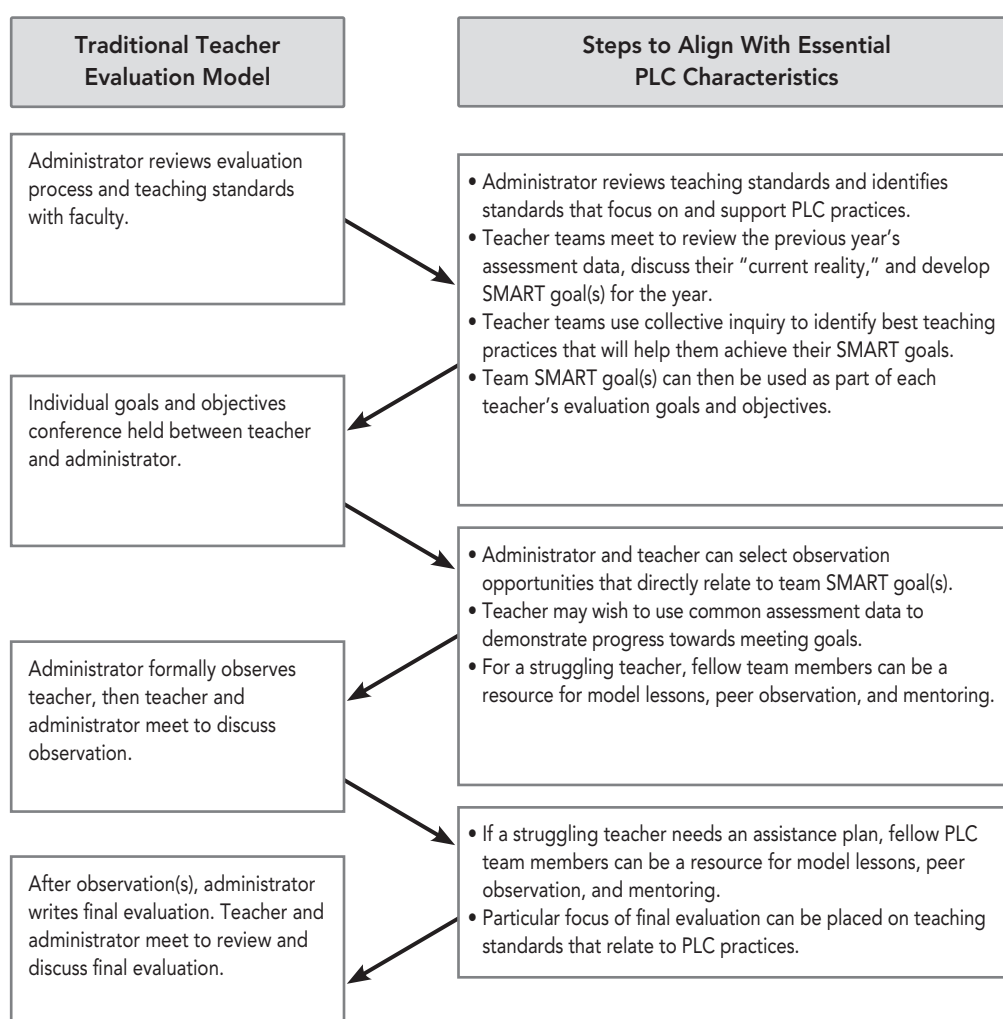 Traditional Teacher
Evaluation Model
Steps to Align With Essential
PLC Characteristics
Administrator reviews evaluation
process and teaching standards
with faculty.
• Administrator reviews teaching standards and identifies
standards that focus on and support PLC practices.
• Teacher teams meet to review the previous year’s
assessment data, discuss their “current reality,” and develop
SMART goal(s) for the year.
• Teacher teams use collective inquiry to identify best teaching
practices that will help them achieve their SMART goals.
• Team SMART goal(s) can then be used as part of each
teacher’s evaluation goals and objectives.
Individual goals and objectives
conference held between teacher
and administrator.
• Administrator and teacher can select observation
opportunities that directly relate to team SMART goal(s).
• Teacher may wish to use common assessment data to
demonstrate progress towards meeting goals.
• For a struggling teacher, fellow team members can be a
resource for model lessons, peer observation, and mentoring.
Administrator formally observes
teacher, then teacher and
administrator meet to discuss
observation.
• If a struggling teacher needs an assistance plan, fellow PLC
team members can be a resource for model lessons, peer
observation, and mentoring.
• Particular focus of final evaluation can be placed on teaching
standards that relate to PLC practices.
After observation(s), administrator
writes final evaluation. Teacher and
administrator meet to review and
discuss final evaluation.